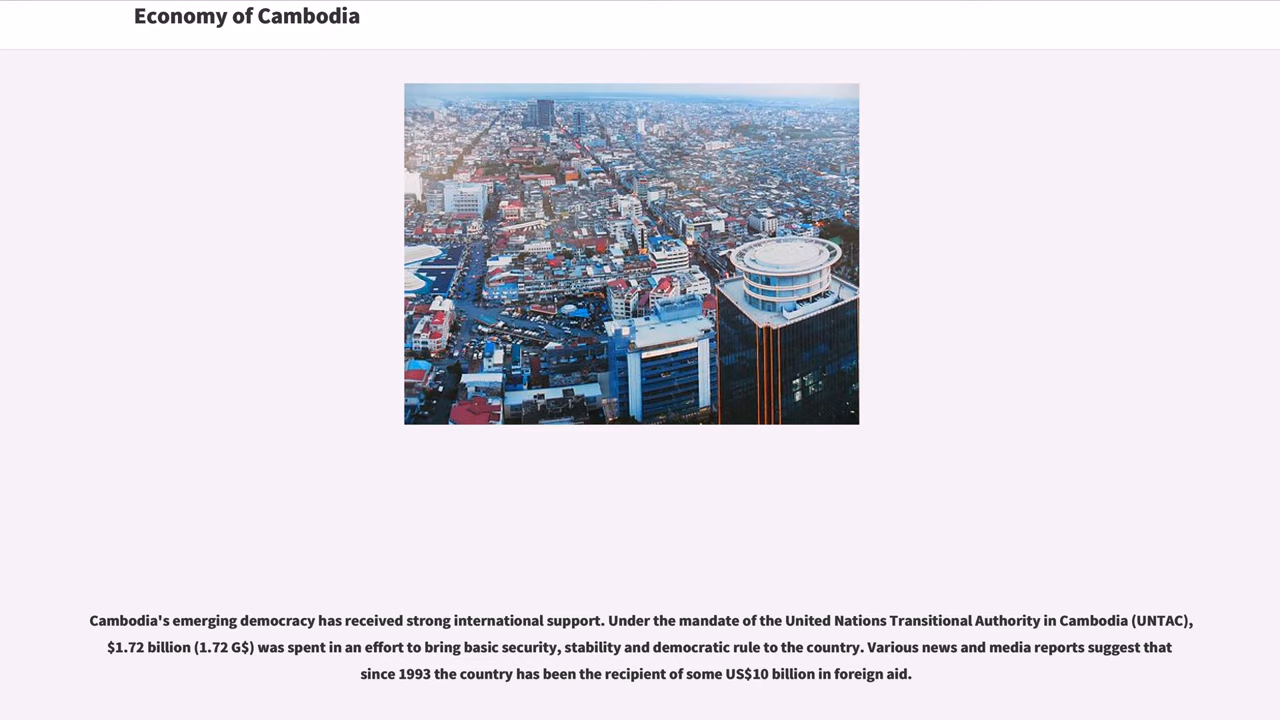 Economy of Cambodia
Cambodia's emerging democracy has received strong international support. Under the mandate of the United Nations Transitional Authority in Cambodia (UNTAC),
$1.72 billion (1.72 G$) was spent in an effort to bring basic security, stability and democratic rule to the country. Various news and media reports suggest that
since 1993 the country has been the recipient of some US$10 billion in foreign aid.